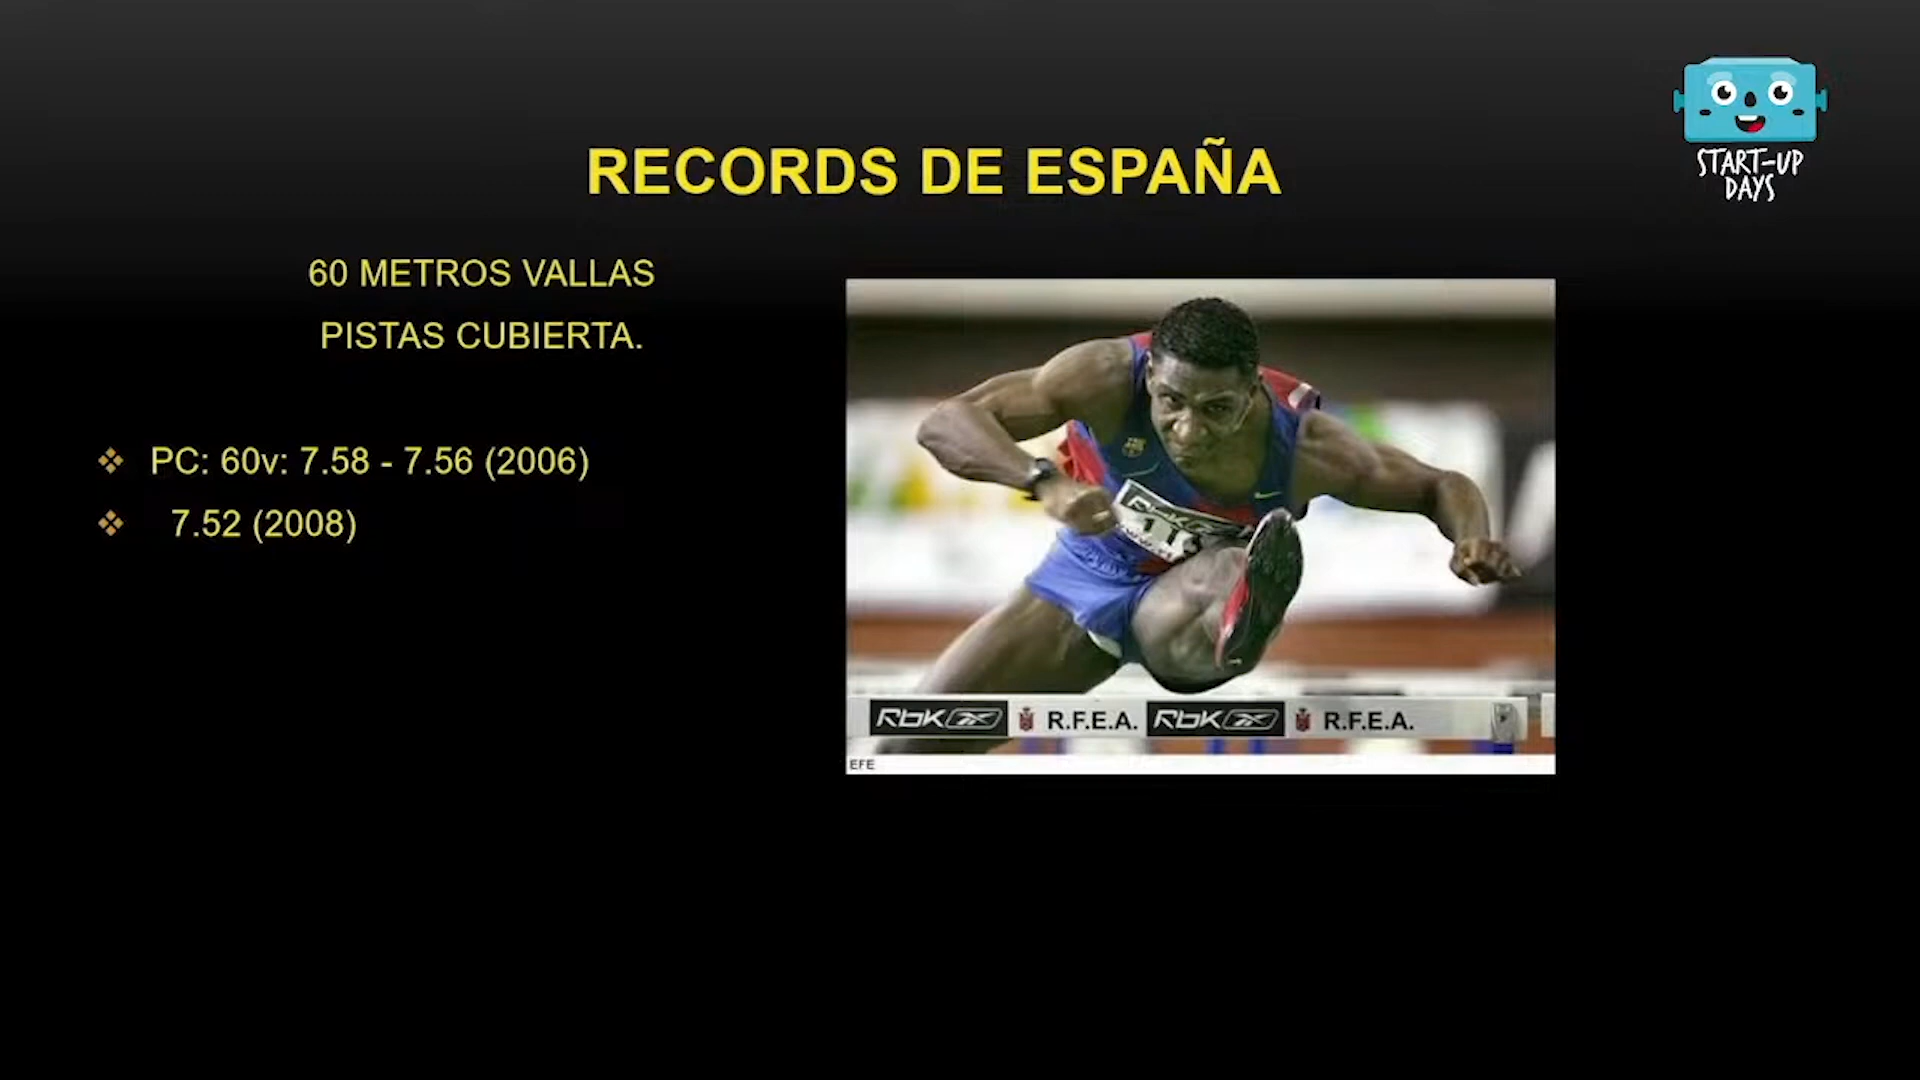 START-UP
DAYS
RECORDS DE ESPAÑA
60 METROS VALLAS
PISTAS CUBIERTA.
PC: 60v: 7.58 - 7.56 (2006)
7.52 (2008)
Rbk R.F.E.A. Rbk R.F.E.A.
EFE